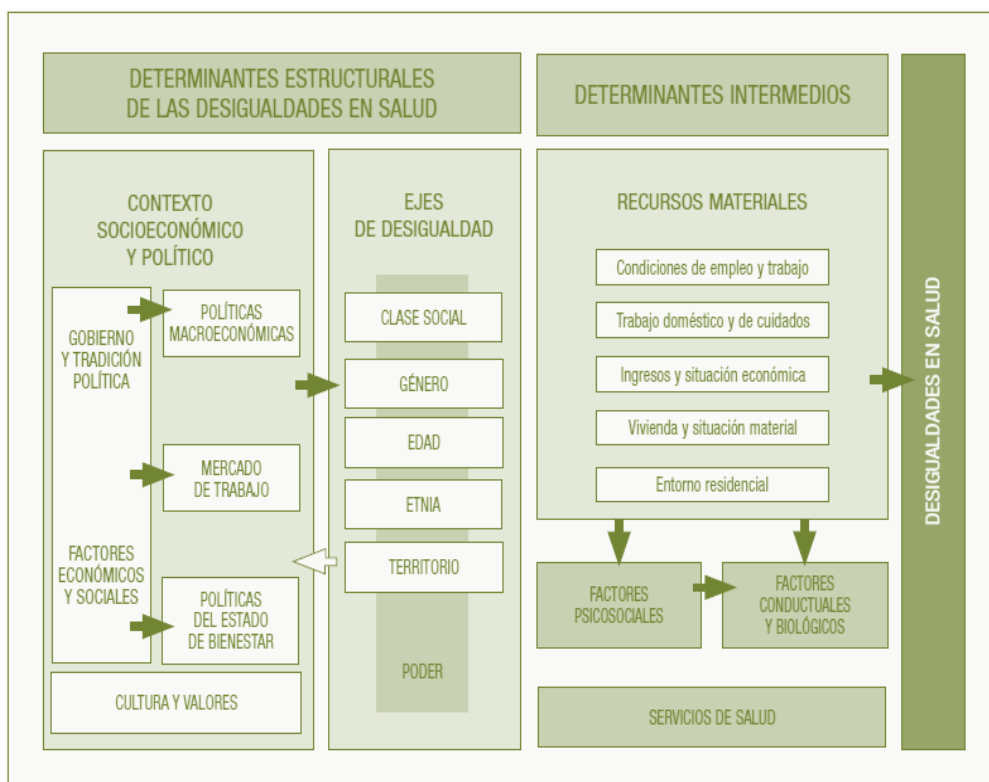 DETERMINANTES ESTRUCTURALES
DE LAS DESIGUALDADES EN SALUD
CONTEXTO
SOCIOECONÓMICO
Y POLÍTICO
GOBIERNO
Y TRADICIÓN
POLÍTICA
FACTORES
ECONÓMICOS
Y SOCIALES
POLÍTICAS
MACROECONÓMICAS
MERCADO
DE TRABAJO
POLÍTICAS
DEL ESTADO
DE BIENESTAR
CULTURA Y VALORES
EJES
DE DESIGUALDAD
CLASE SOCIAL
GÉNERO
EDAD
ETNIA
TERRITORIO
PODER
DETERMINANTES INTERMEDIOS
RECURSOS MATERIALES
Condiciones de empleo y trabajo
Trabajo doméstico y de cuidados
Ingresos y situación económica
Vivienda y situación material
Entorno residencial
FACTORES
PSICOSOCIALES
FACTORES
CONDUCTUALES
Y BIOLÓGICOS
SERVICIOS DE SALUD
DESIGUALDADES EN SALUD